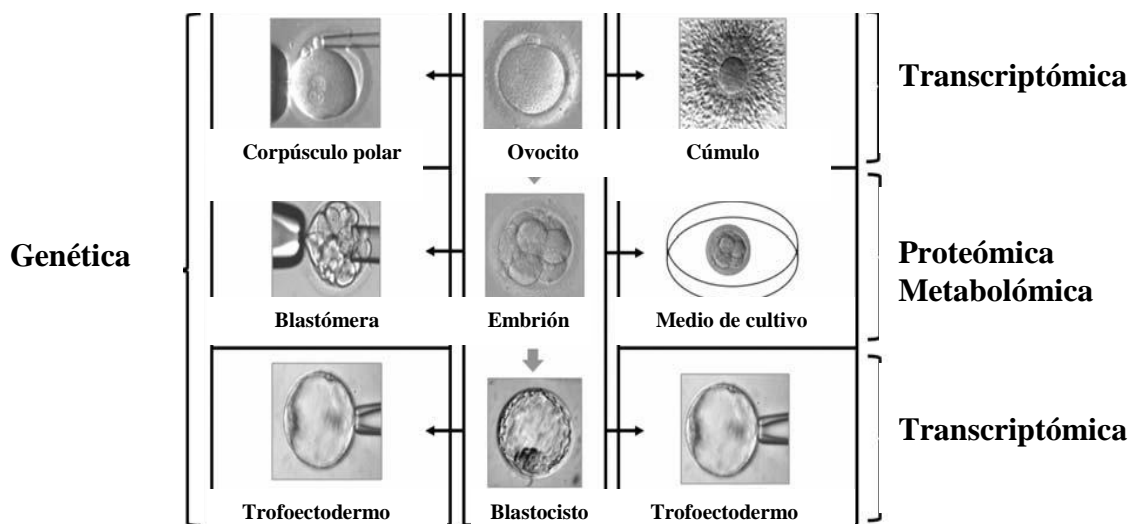 Transcriptómica
Corpúsculo polar
Ovocito
Cúmulo
Genética
Proteómica
Metabolómica
Blastómera
Embrión
Medio de cultivo
Transcriptómica
Trofoectodermo
Blastocisto
Trofoectodermo